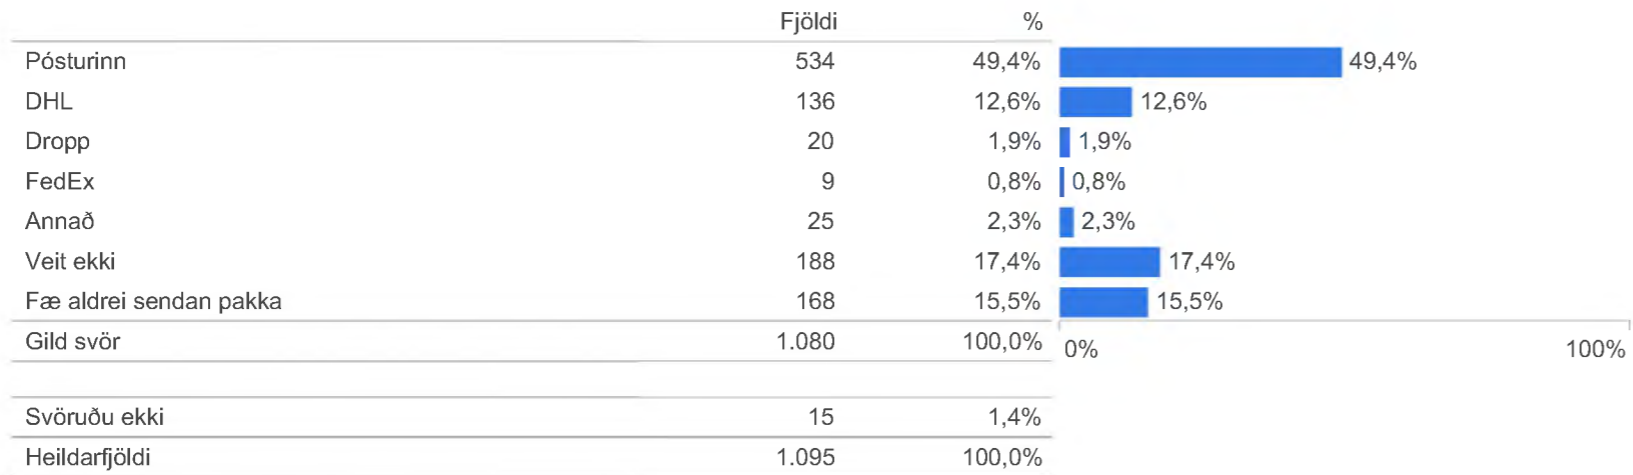 Fjöldi %
Pósturinn 534 49,4% 49,4%
DHL 136 12,6% 12,6%
Dropp 20 1,9% 1,9%
FedEx 9 0,8% 0,8%
Annað 25 2,3% 2,3%
Veit ekki 188 17,4% 17,4%
Fæ aldrei sendan pakka 168 15,5% 15,5%
Gild svör 1.080 100,0% 0% 100%
Svöruðu ekki 15 1,4%
Heildarfjöldi 1.095 100,0%